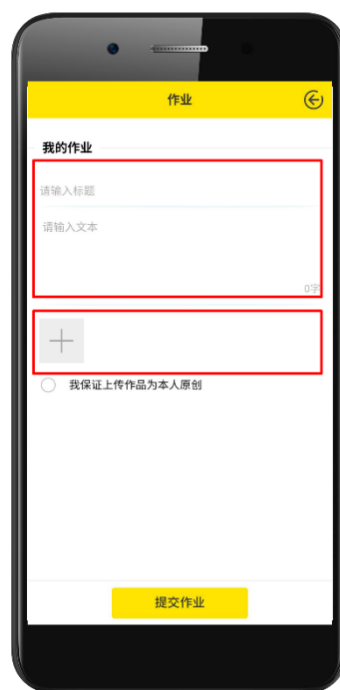 作业
我的作业
请输入标题
请输入文本
0字
我保证上传作品为本人原创
提交作业